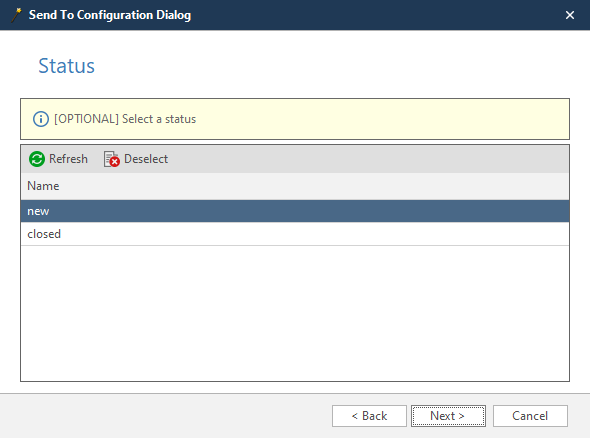 Send To Configuration Dialog
Status
[OPTIONAL] Select a status
Refresh Deselect
Name
new
closed
< Back Next > Cancel